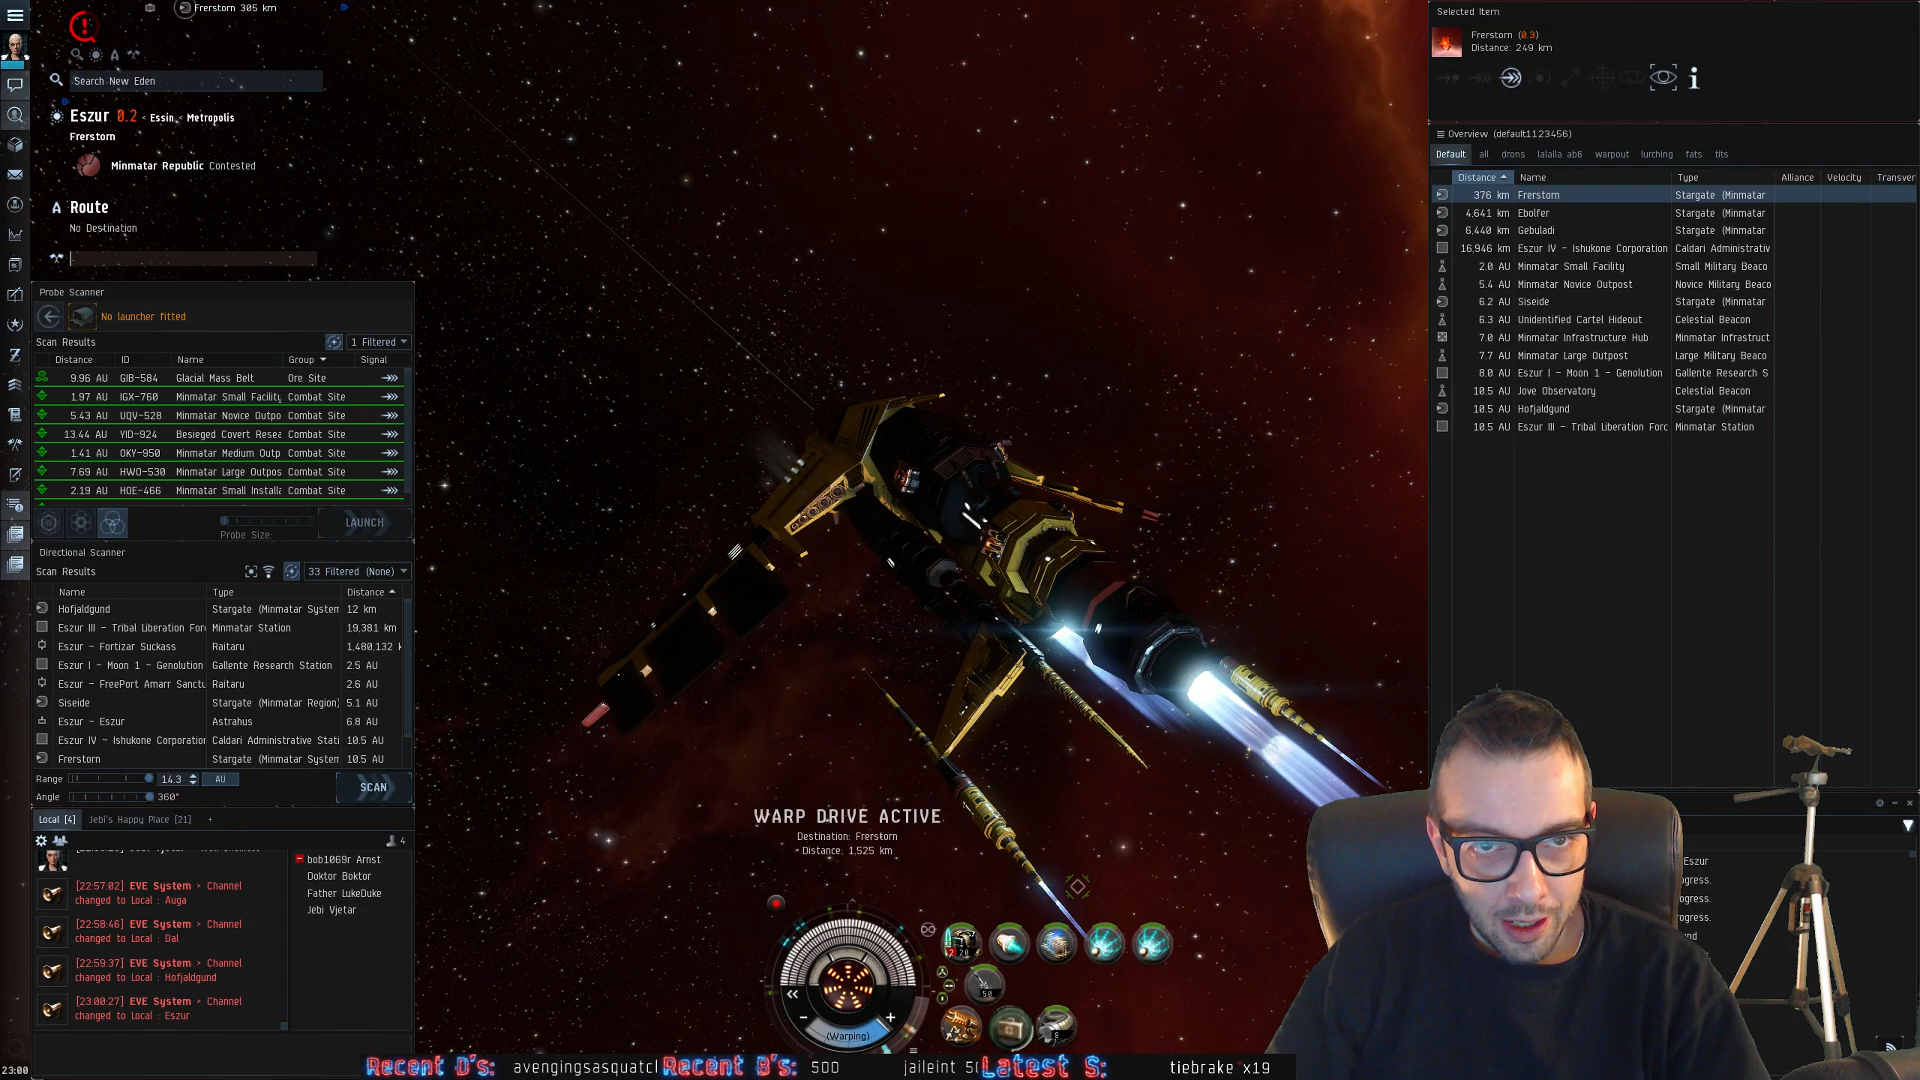 Frerstorn 305 km
Search New Eden
Eszur 0.2 < Essin < Metropolis
Frerstorn
Minmatar Republic Contested
Route
No Destination
Probe Scanner
No launcher fitted
Scan Results
1 Filtered
Distance ID Name Group Signal
9.96 AU GIB-584 Glacial Mass Belt Ore Site
1.97 AU IGX-760 Minmatar Small Facility Combat Site
5.43 AU UQV-528 Minmatar Novice Outpo Combat Site
13.44 AU YID-924 Besieged Covert Resea Combat Site
1.41 AU OKY-950 Minmatar Medium Outp Combat Site
7.69 AU HWO-530 Minmatar Large Outpos Combat Site
2.19 AU HOE-466 Minmatar Small Installa Combat Site
Probe Size:
LAUNCH
Directional Scanner
Scan Results
33 Filtered (None)
Name Type Distance
Hofjaldgund Stargate (Minmatar System 12 km
Eszur III - Tribal Liberation Forc Minmatar Station 19,381 km
Eszur - Fortizar Suckass Raitaru 1,480,132 k
Eszur I - Moon 1 - Genolution Gallente Research Station 2.5 AU
Eszur - FreePort Amarr Sanctu Raitaru 2.6 AU
Siseide Stargate (Minmatar Region) 5.1 AU
Eszur - Eszur Astrahus 6.8 AU
Eszur IV - Ishukone Corporation Caldari Administrative Stati 10.5 AU
Frerstorn Stargate (Minmatar System 10.5 AU
Range 14.3 AU
Angle 360°
SCAN
Local [4] Jebi's Happy Place [21] +
4
[22:57:02] EVE System > Channel
changed to Local : Auga
[22:58:46] EVE System > Channel
changed to Local : Dal
[22:59:37] EVE System > Channel
changed to Local : Hofjaldgund
[23:00:27] EVE System > Channel
changed to Local : Eszur
bob1069r Arnst
Doktor Boktor
Father LukeDuke
Jebi Vjetar
23:00
WARP DRIVE ACTIVE
Destination: Frerstorn
Distance: 1,525 km
(Warping)
2 20
50
8
Selected Item
Frerstorn (0.3)
Distance: 249 km
Overview (default1123456)
Default all drons lalalla ab6 warpout lurching fats tits
Distance Name Type Alliance Velocity Transver
376 km Frerstorn Stargate (Minmatar
4,641 km Ebolfer Stargate (Minmatar
6,440 km Gebuladi Stargate (Minmatar
16,946 km Eszur IV - Ishukone Corporation Caldari Administrativ
2.0 AU Minmatar Small Facility Small Military Beaco
5.4 AU Minmatar Novice Outpost Novice Military Beaco
6.2 AU Siseide Stargate (Minmatar
6.3 AU Unidentified Cartel Hideout Celestial Beacon
7.0 AU Minmatar Infrastructure Hub Minmatar Infrastruct
7.7 AU Minmatar Large Outpost Large Military Beaco
8.0 AU Eszur I - Moon 1 - Genolution Gallente Research S
10.5 AU Jove Observatory Celestial Beacon
10.5 AU Hofjaldgund Stargate (Minmatar
10.5 AU Eszur III - Tribal Liberation Forc Minmatar Station
Eszur
ogress.
ogress.
rogress.
nd
Recent D's: avengingsasquatcl Recent B's: 500 jaileint 50 Latest S: tiebrake x19